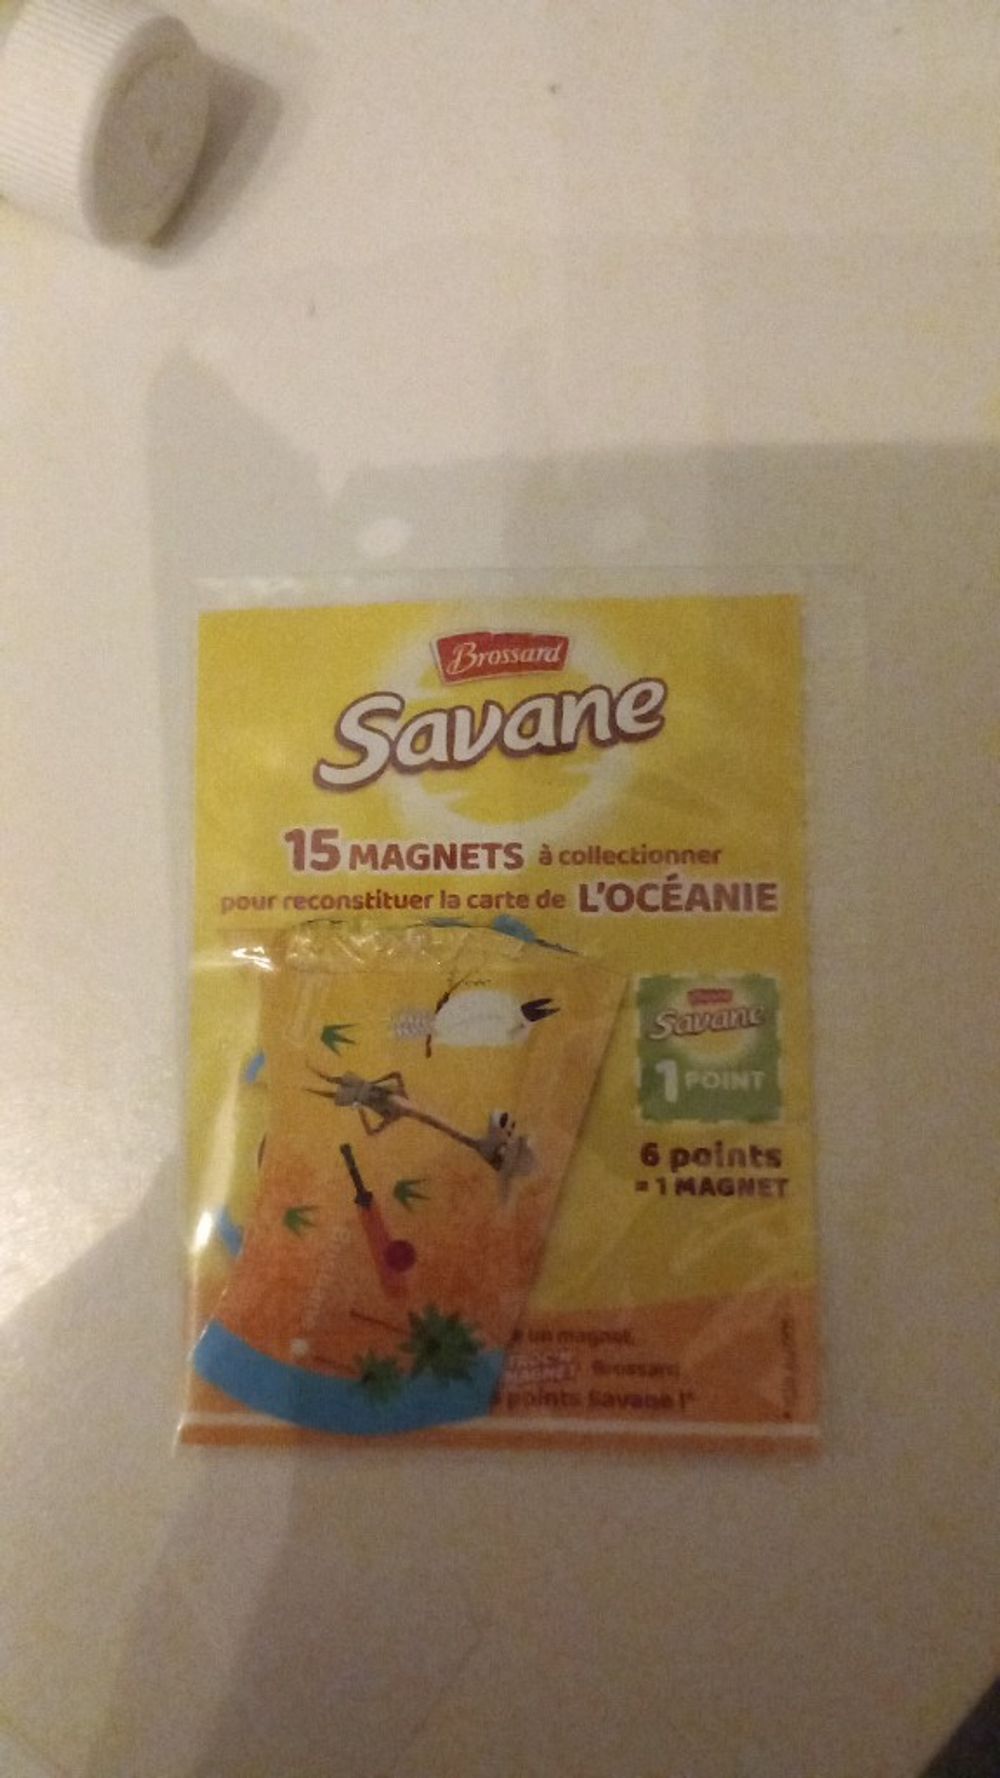 Brossard
Savane
15 MAGNETS à collectionner
pour reconstituer la carte de L'OCÉANIE
Savane
1 POINT
6 points
= 1 MAGNET
un magnet,
Brossard
points Savane !*